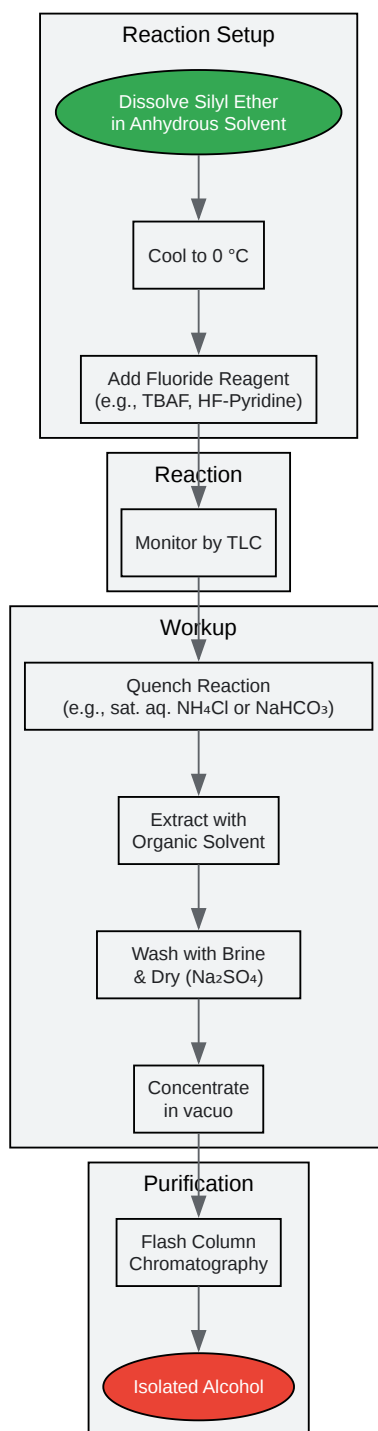 Reaction Setup
Dissolve Silyl Ether
in Anhydrous Solvent
Cool to 0 °C
Add Fluoride Reagent
(e.g., TBAF, HF-Pyridine)
Reaction
Monitor by TLC
Workup
Quench Reaction
(e.g., sat. aq. NH₄Cl or NaHCO₃)
Extract with
Organic Solvent
Wash with Brine
& Dry (Na₂SO₄)
Concentrate
in vacuo
Purification
Flash Column
Chromatography
Isolated Alcohol